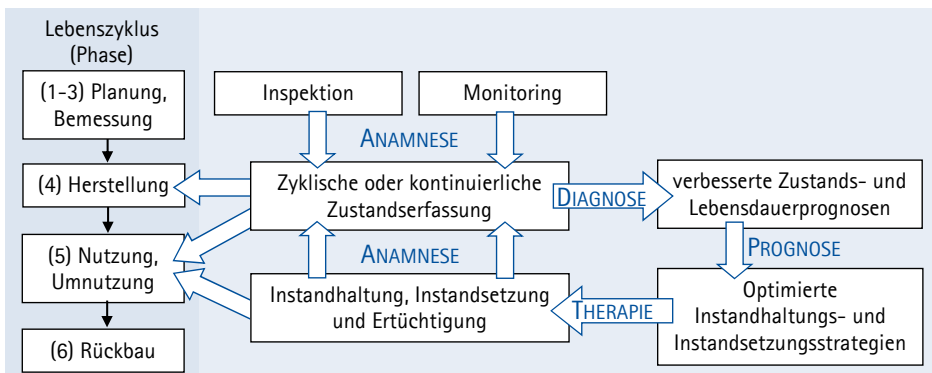 Lebenszyklus
(Phase)
(1-3) Planung,
Bemessung
(4) Herstellung
(5) Nutzung,
Umnutzung
(6) Rückbau
Inspektion
Monitoring
ANAMNESE
Zyklische oder kontinuierliche
Zustandserfassung
DIAGNOSE
verbesserte Zustands- und
Lebensdauerprognosen
ANAMNESE
PROGNOSE
Instandhaltung, Instandsetzung
und Ertüchtigung
THERAPIE
Optimierte
Instandhaltungs- und
Instandsetzungsstrategien